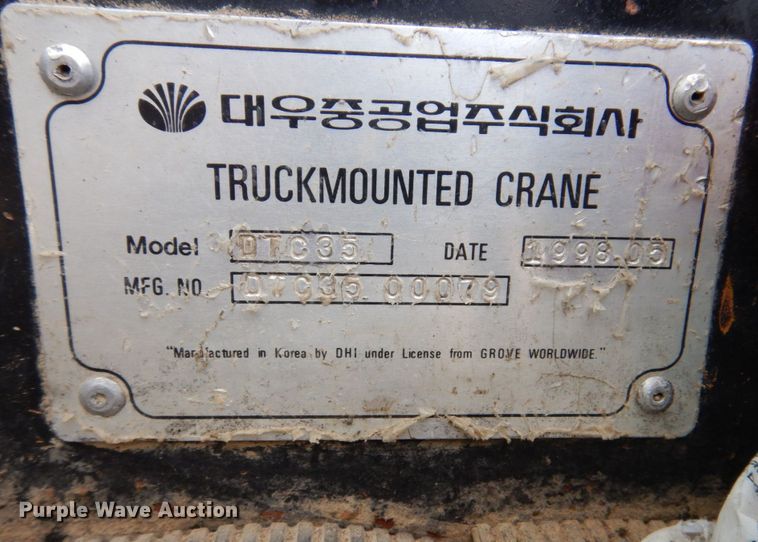 대우중공업주식회사
TRUCKMOUNTED CRANE
Model DTC35 DATE 1998.05
MFG. NO. DTC35 00079
"Manufactured in Korea by DHI under License from GROVE WORLDWIDE."
Purple Wave Auction